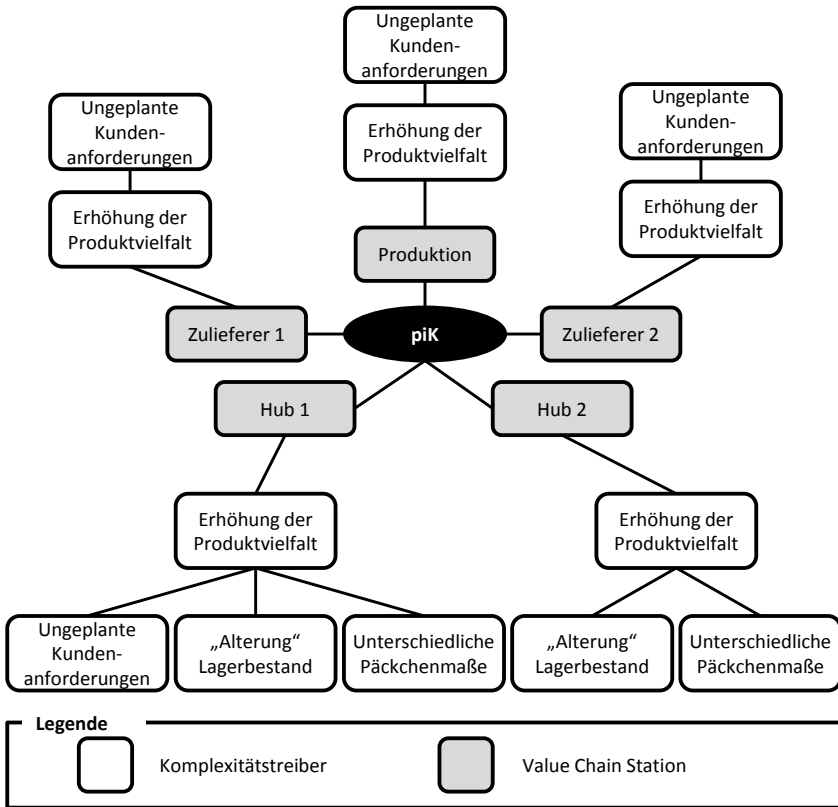 Ungeplante
Kunden-
anforderungen
Erhöhung der
Produktvielfalt
Produktion
Ungeplante
Kunden-
anforderungen
Erhöhung der
Produktvielfalt
Zulieferer 1
Ungeplante
Kunden-
anforderungen
Erhöhung der
Produktvielfalt
Zulieferer 2
piK
Hub 1
Hub 2
Erhöhung der
Produktvielfalt
Erhöhung der
Produktvielfalt
Ungeplante
Kunden-
anforderungen
„Alterung“
Lagerbestand
Unterschiedliche
Päckchenmaße
„Alterung“
Lagerbestand
Unterschiedliche
Päckchenmaße
Legende
Komplexitätstreiber
Value Chain Station